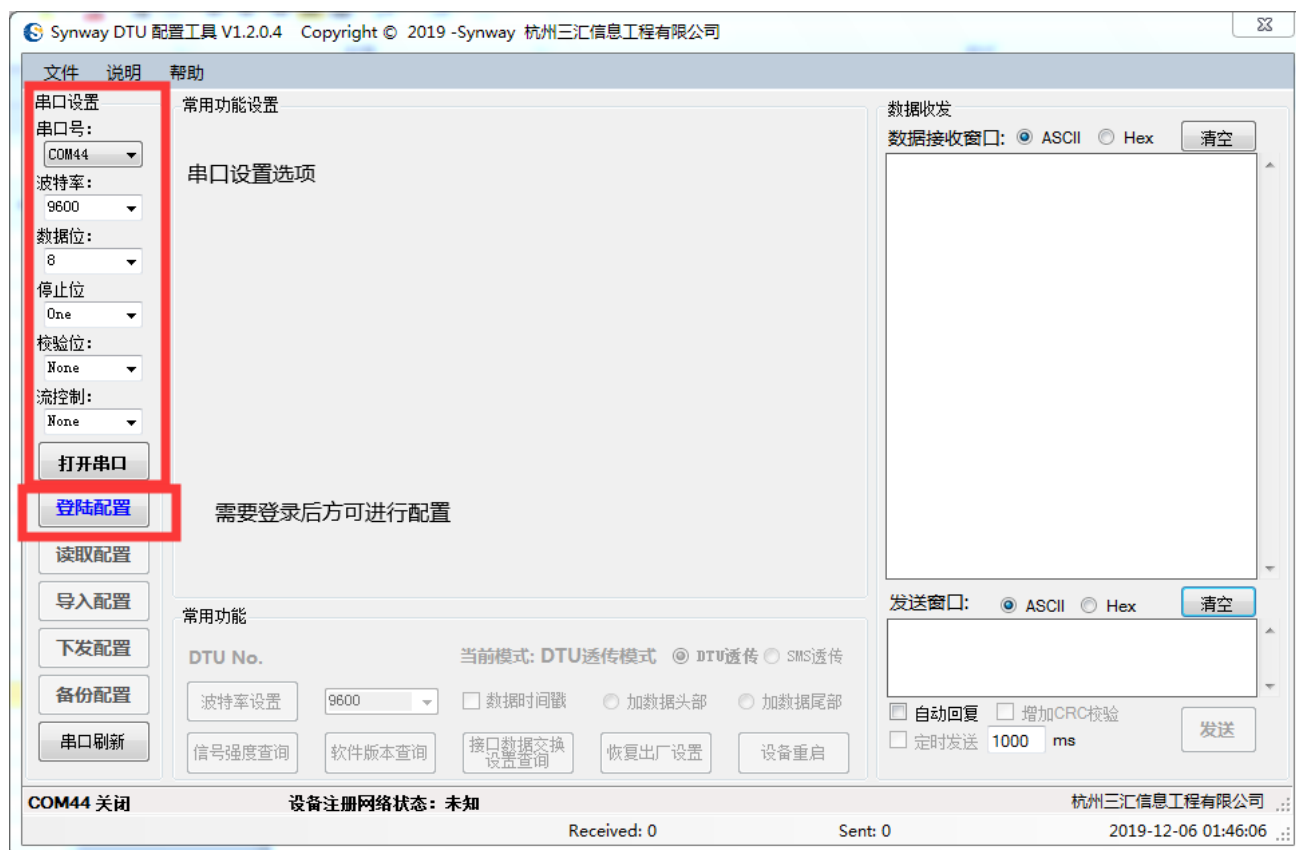 Synway DTU 配置工具 V1.2.0.4 Copyright © 2019 -Synway 杭州三汇信息工程有限公司
文件 说明 帮助
串口设置
串口号:
COM44
波特率:
9600
数据位:
8
停止位
One
校验位:
None
流控制:
None
打开串口
登陆配置
读取配置
导入配置
下发配置
备份配置
串口刷新
常用功能设置
串口设置选项
需要登录后方可进行配置
常用功能
DTU No. 当前模式: DTU透传模式 DTU透传 SMS透传
波特率设置 9600 数据时间戳 加数据头部 加数据尾部
信号强度查询 软件版本查询 接口数据交换
设置查询 恢复出厂设置 设备重启
数据收发
数据接收窗口: ASCII Hex 清空
发送窗口: ASCII Hex 清空
自动回复 增加CRC校验
定时发送 1000 ms 发送
COM44 关闭 设备注册网络状态：未知 杭州三汇信息工程有限公司
Received: 0 Sent: 0 2019-12-06 01:46:06